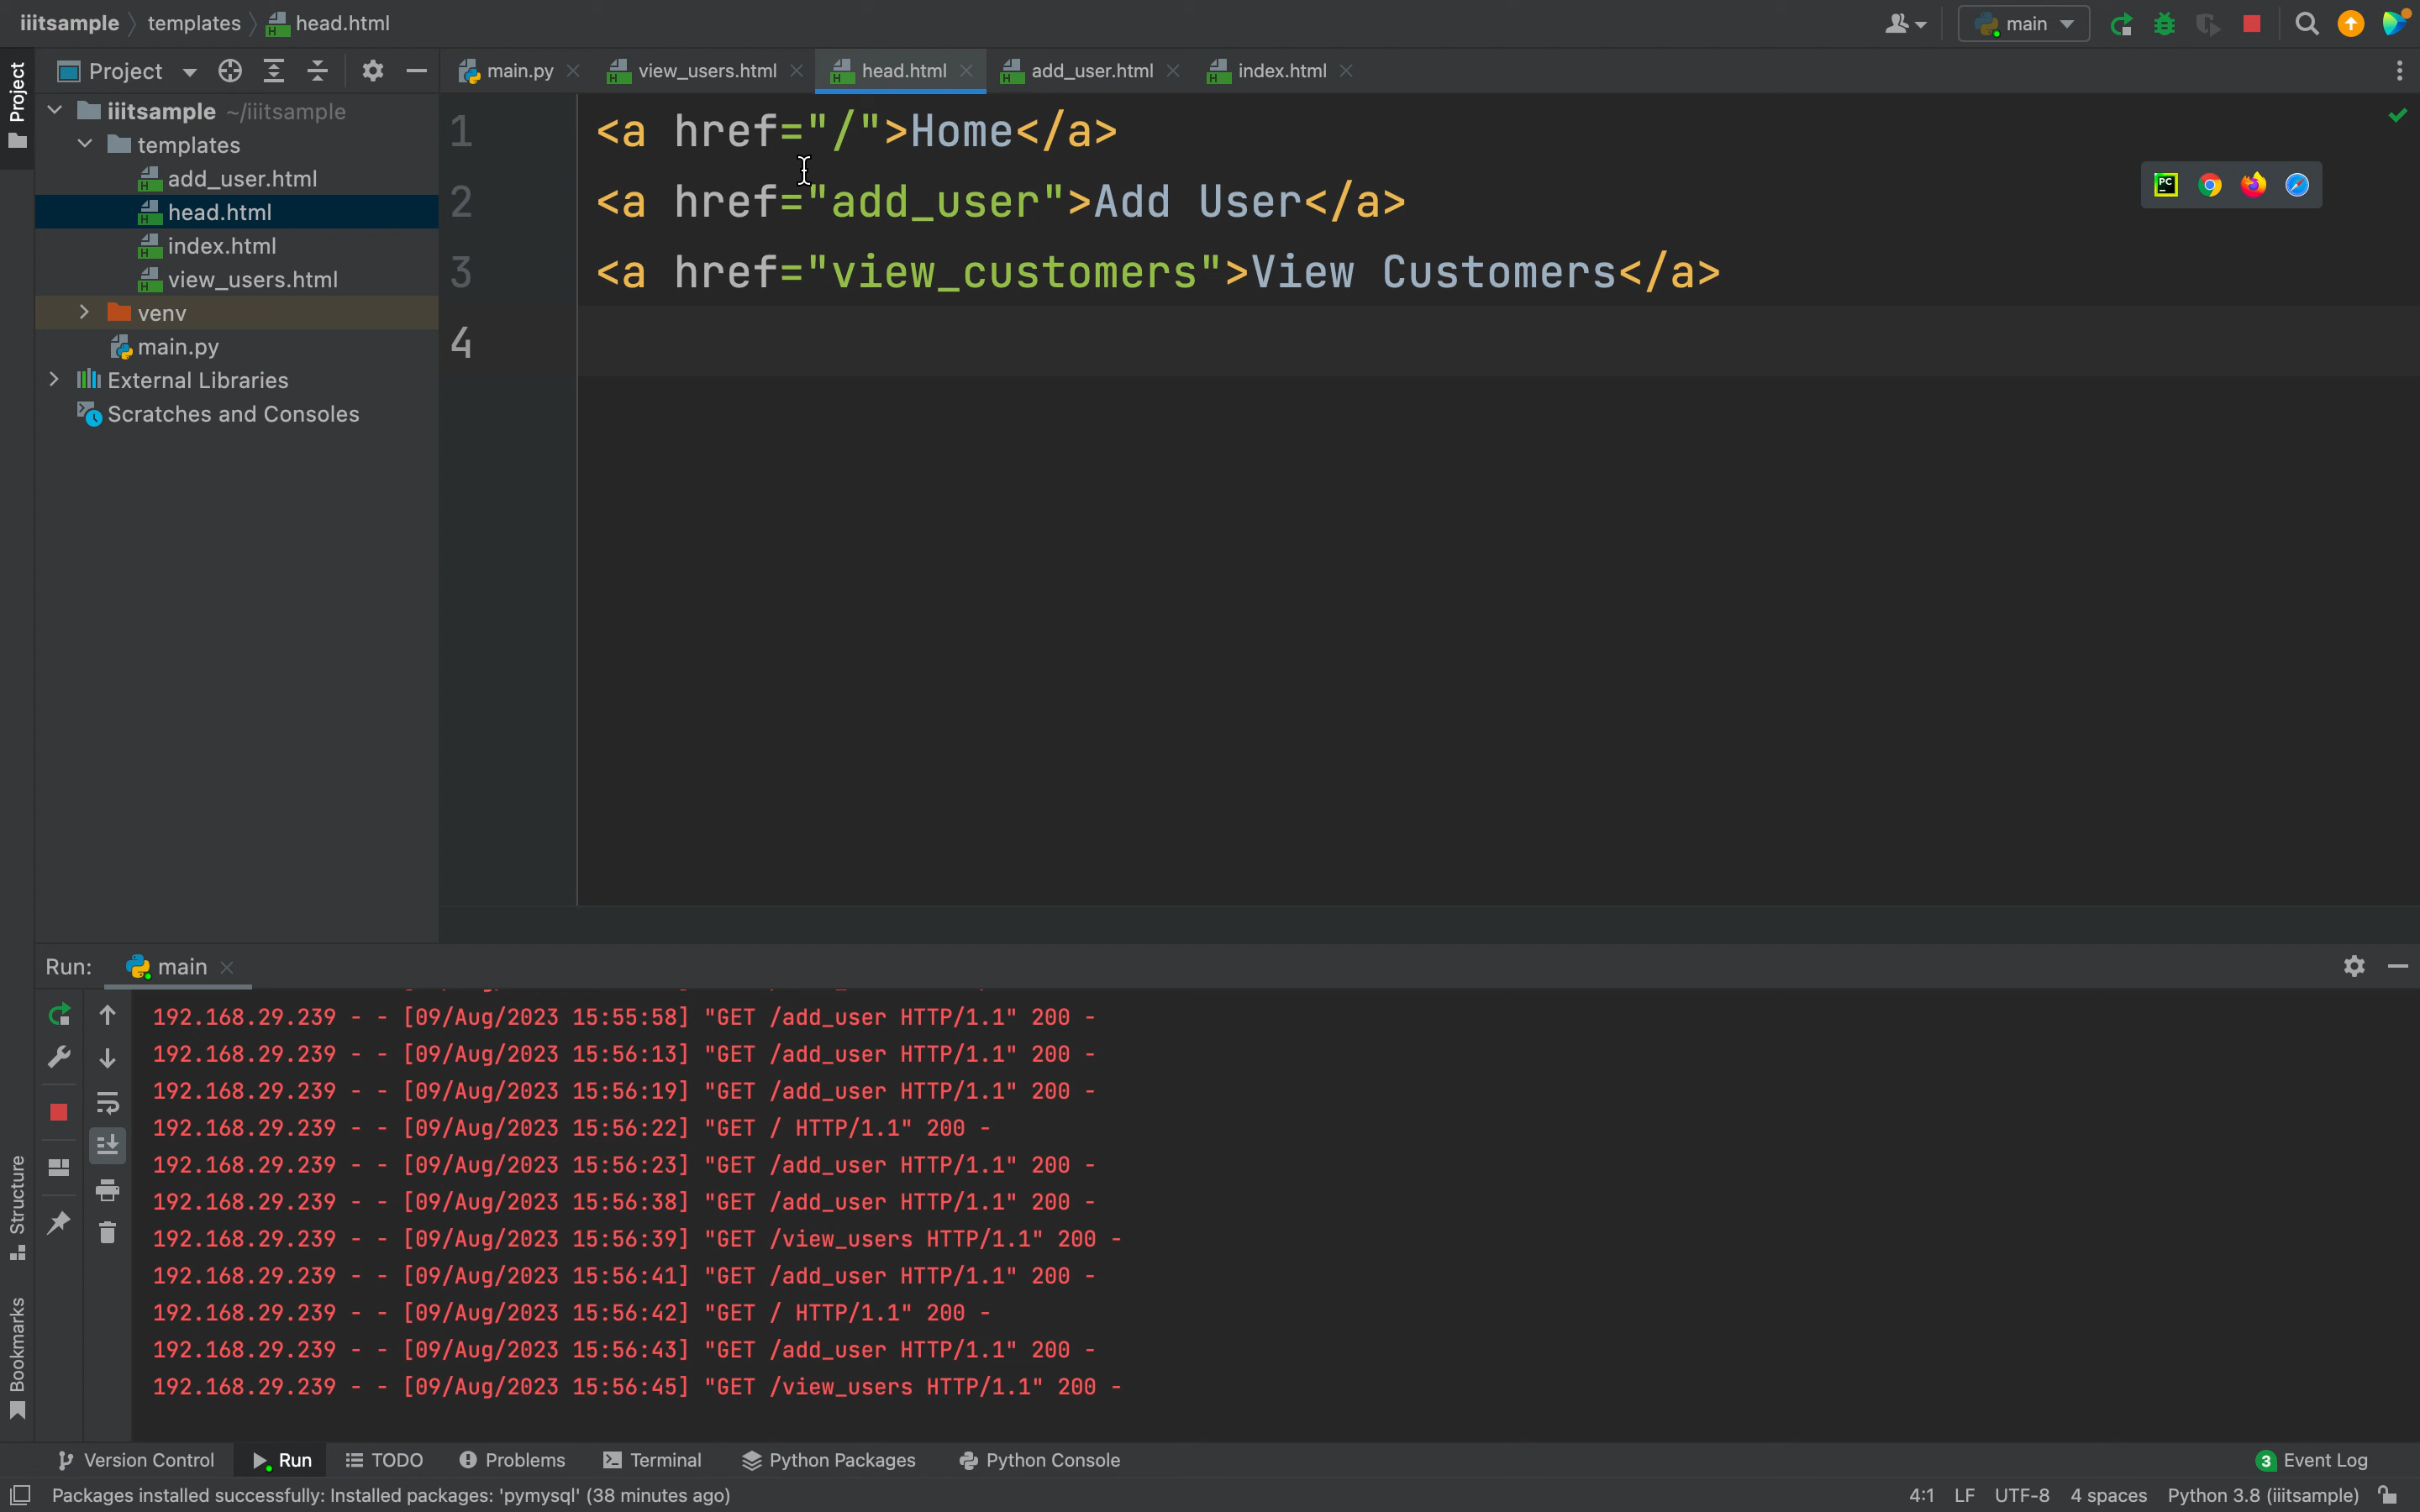 iiitsample templates head.html
main
Project
main.py view_users.html head.html add_user.html index.html
Project
iiitsample ~/iiitsample
templates
add_user.html
head.html
index.html
view_users.html
venv
main.py
External Libraries
Scratches and Consoles
1 <a href="/">Home</a>
2 <a href="add_user">Add User</a>
3 <a href="view_customers">View Customers</a>
4
Run: main
192.168.29.239 - - [09/Aug/2023 15:55:58] "GET /add_user HTTP/1.1" 200 -
192.168.29.239 - - [09/Aug/2023 15:56:13] "GET /add_user HTTP/1.1" 200 -
192.168.29.239 - - [09/Aug/2023 15:56:19] "GET /add_user HTTP/1.1" 200 -
192.168.29.239 - - [09/Aug/2023 15:56:22] "GET / HTTP/1.1" 200 -
192.168.29.239 - - [09/Aug/2023 15:56:23] "GET /add_user HTTP/1.1" 200 -
192.168.29.239 - - [09/Aug/2023 15:56:38] "GET /add_user HTTP/1.1" 200 -
192.168.29.239 - - [09/Aug/2023 15:56:39] "GET /view_users HTTP/1.1" 200 -
192.168.29.239 - - [09/Aug/2023 15:56:41] "GET /add_user HTTP/1.1" 200 -
192.168.29.239 - - [09/Aug/2023 15:56:42] "GET / HTTP/1.1" 200 -
192.168.29.239 - - [09/Aug/2023 15:56:43] "GET /add_user HTTP/1.1" 200 -
192.168.29.239 - - [09/Aug/2023 15:56:45] "GET /view_users HTTP/1.1" 200 -
Structure
Bookmarks
Version Control Run TODO Problems Terminal Python Packages Python Console 3 Event Log
Packages installed successfully: Installed packages: 'pymysql' (38 minutes ago) 4:1 LF UTF-8 4 spaces Python 3.8 (iiitsample)